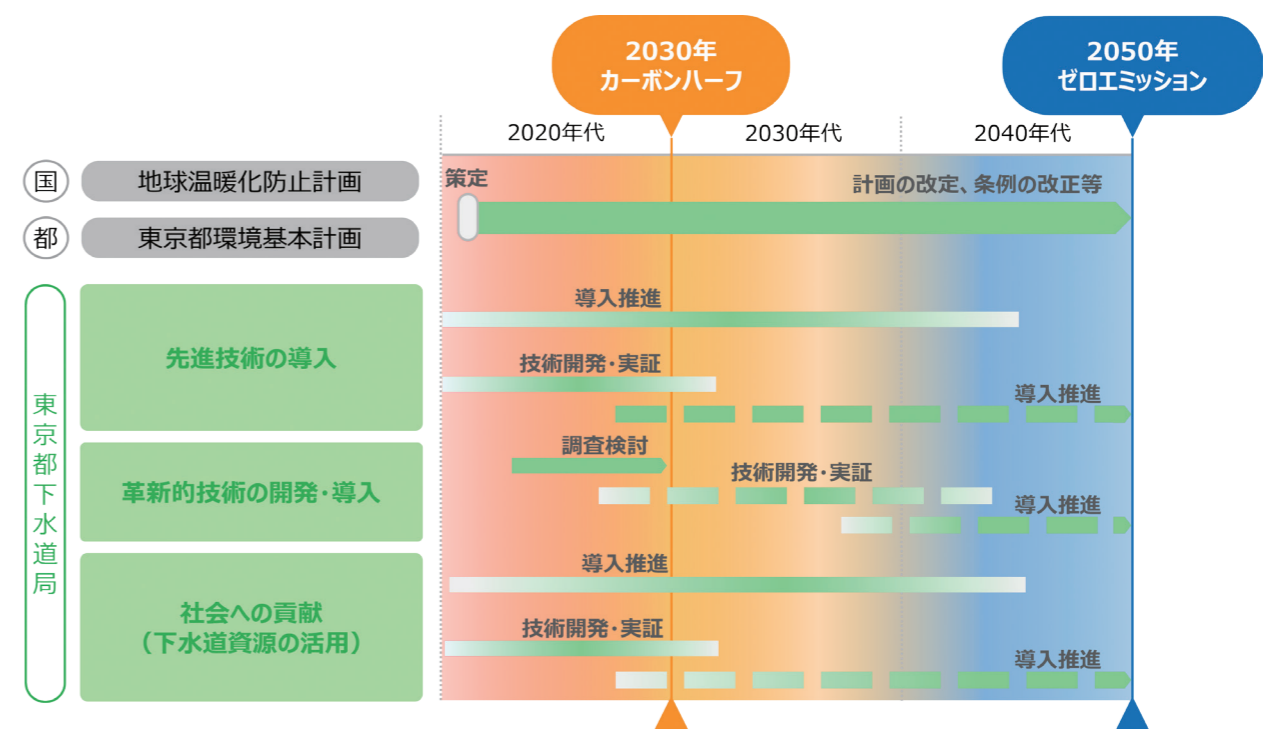 2030年
カーボンハーフ
2050年
ゼロエミッション
2020年代
2030年代
2040年代
国
地球温暖化防止計画
策定
計画の改定、条例の改正等
都
東京都環境基本計画
東京都下水道局
先進技術の導入
導入推進
技術開発・実証
導入推進
革新的技術の開発・導入
調査検討
技術開発・実証
導入推進
社会への貢献
（下水道資源の活用）
導入推進
技術開発・実証
導入推進